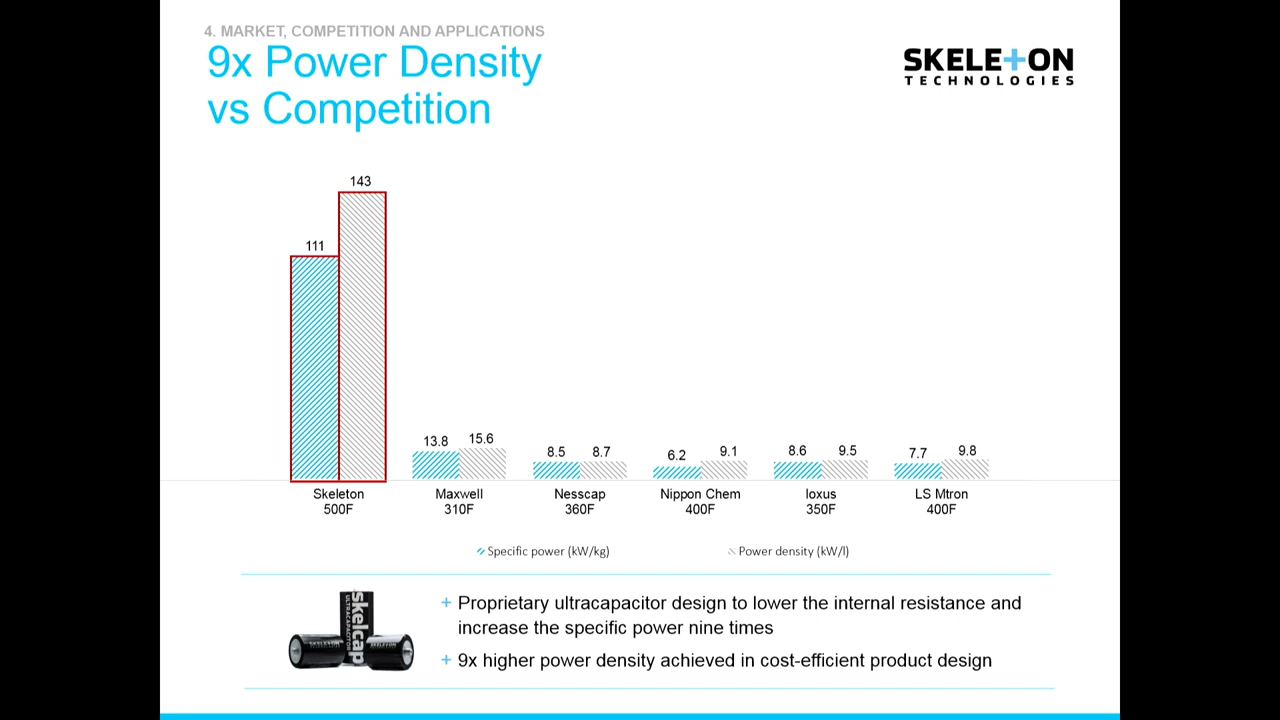 4. MARKET, COMPETITION AND APPLICATIONS
9x Power Density
vs Competition
SKELETON
TECHNOLOGIES
143
111
13.8
15.6
8.5
8.7
6.2
9.1
8.6
9.5
7.7
9.8
Skeleton
500F
Maxwell
310F
Nesscap
360F
Nippon Chem
400F
Ioxus
350F
LS Mtron
400F
Specific power (kW/kg)
Power density (kW/l)
skelcap
ULTRACAPACITOR
SKELETON
SKELETON
+ Proprietary ultracapacitor design to lower the internal resistance and
increase the specific power nine times
+ 9x higher power density achieved in cost-efficient product design